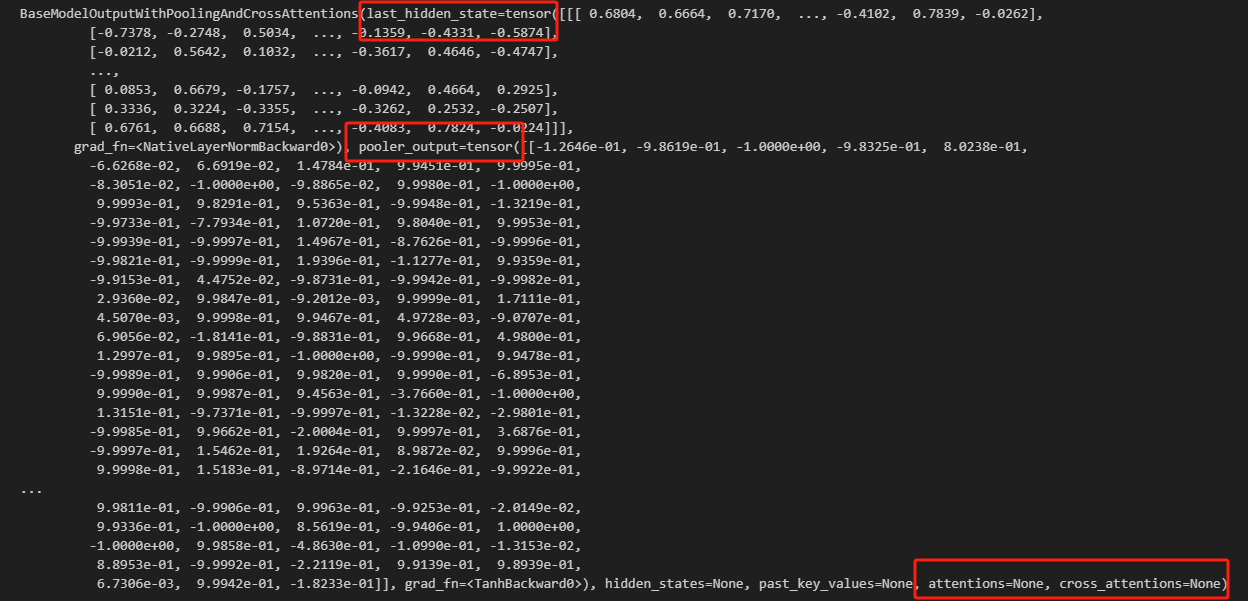 BaseModelOutputWithPoolingAndCrossAttentions(last_hidden_state=tensor([[[ 0.6804,  0.6664,  0.7170,  ..., -0.4102,  0.7839, -0.0262],
[-0.7378, -0.2748,  0.5034,  ..., -0.1359, -0.4331, -0.5874],
[-0.0212,  0.5642,  0.1032,  ..., -0.3617,  0.4646, -0.4747],
...,
[ 0.0853,  0.6679, -0.1757,  ..., -0.0942,  0.4664,  0.2925],
[ 0.3336,  0.3224, -0.3355,  ..., -0.3262,  0.2532, -0.2507],
[ 0.6761,  0.6688,  0.7154,  ..., -0.4083,  0.7824, -0.0224]]],
grad_fn=<NativeLayerNormBackward0>), pooler_output=tensor([[-1.2646e-01, -9.8619e-01, -1.0000e+00, -9.8325e-01,  8.0238e-01,
-6.6268e-02,  6.6919e-02,  1.4784e-01,  9.9451e-01,  9.9995e-01,
-8.3051e-02, -1.0000e+00, -9.8865e-02,  9.9980e-01, -1.0000e+00,
9.9993e-01,  9.8291e-01,  9.5363e-01, -9.9948e-01, -1.3219e-01,
-9.9733e-01, -7.7934e-01,  1.0720e-01,  9.8040e-01,  9.9953e-01,
-9.9939e-01, -9.9997e-01,  1.4967e-01, -8.7626e-01, -9.9996e-01,
-9.9821e-01, -9.9999e-01,  1.9396e-01, -1.1277e-01,  9.9359e-01,
-9.9153e-01,  4.4752e-02, -9.8731e-01, -9.9942e-01, -9.9982e-01,
2.9360e-02,  9.9847e-01, -9.2012e-03,  9.9999e-01,  1.7111e-01,
4.5070e-03,  9.9998e-01,  9.9467e-01,  4.9728e-03, -9.0707e-01,
6.9056e-02, -1.8141e-01, -9.8831e-01,  9.9668e-01,  4.9800e-01,
1.2997e-01,  9.9895e-01, -1.0000e+00, -9.9990e-01,  9.9478e-01,
-9.9989e-01,  9.9906e-01,  9.9820e-01,  9.9990e-01, -6.8953e-01,
9.9990e-01,  9.9987e-01,  9.4563e-01, -3.7660e-01, -1.0000e+00,
1.3151e-01, -9.7371e-01, -9.9997e-01, -1.3228e-02, -2.9801e-01,
-9.9985e-01,  9.9662e-01, -2.0004e-01,  9.9997e-01,  3.6876e-01,
-9.9997e-01,  1.5462e-01,  1.9264e-01,  8.9872e-02,  9.9996e-01,
9.9998e-01,  1.5183e-01, -8.9714e-01, -2.1646e-01, -9.9922e-01,
...
9.9811e-01, -9.9906e-01,  9.9963e-01, -9.9253e-01, -2.0149e-02,
9.9336e-01, -1.0000e+00,  8.5619e-01, -9.9406e-01,  1.0000e+00,
-1.0000e+00,  9.9858e-01, -4.8630e-01, -1.0990e-01, -1.3153e-02,
8.8953e-01, -9.9992e-01, -2.2119e-01,  9.9139e-01,  9.8939e-01,
6.7306e-03,  9.9942e-01, -1.8233e-01]], grad_fn=<TanhBackward0>), hidden_states=None, past_key_values=None, attentions=None, cross_attentions=None)